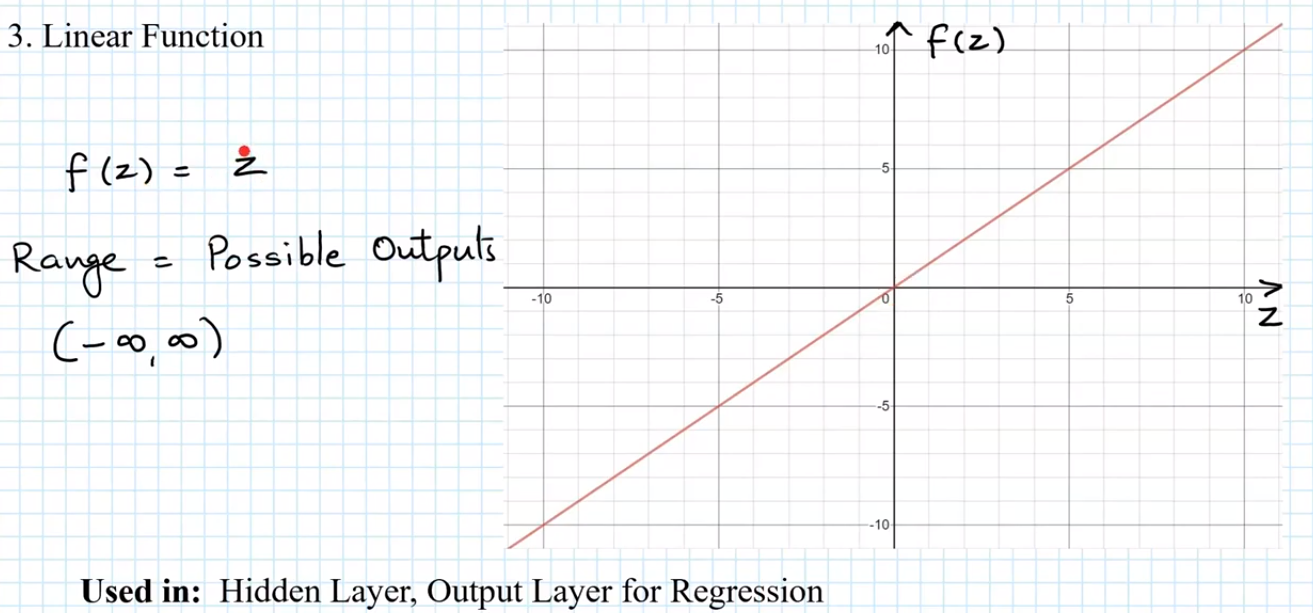 3. Linear Function
f(z) = z
Range = Possible Outputs
(-∞, ∞)
f(z)
10
5
-10
-5
0
5
10
z
-5
-10
Used in: Hidden Layer, Output Layer for Regression